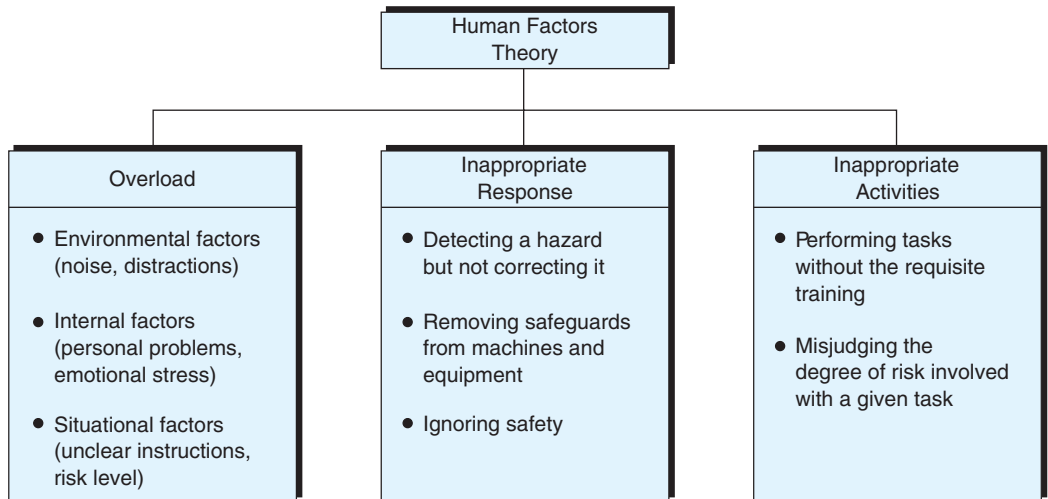 Human Factors
Theory
Overload
● Environmental factors
(noise, distractions)
● Internal factors
(personal problems,
emotional stress)
● Situational factors
(unclear instructions,
risk level)
Inappropriate
Response
● Detecting a hazard
but not correcting it
● Removing safeguards
from machines and
equipment
● Ignoring safety
Inappropriate
Activities
● Performing tasks
without the requisite
training
● Misjudging the
degree of risk involved
with a given task